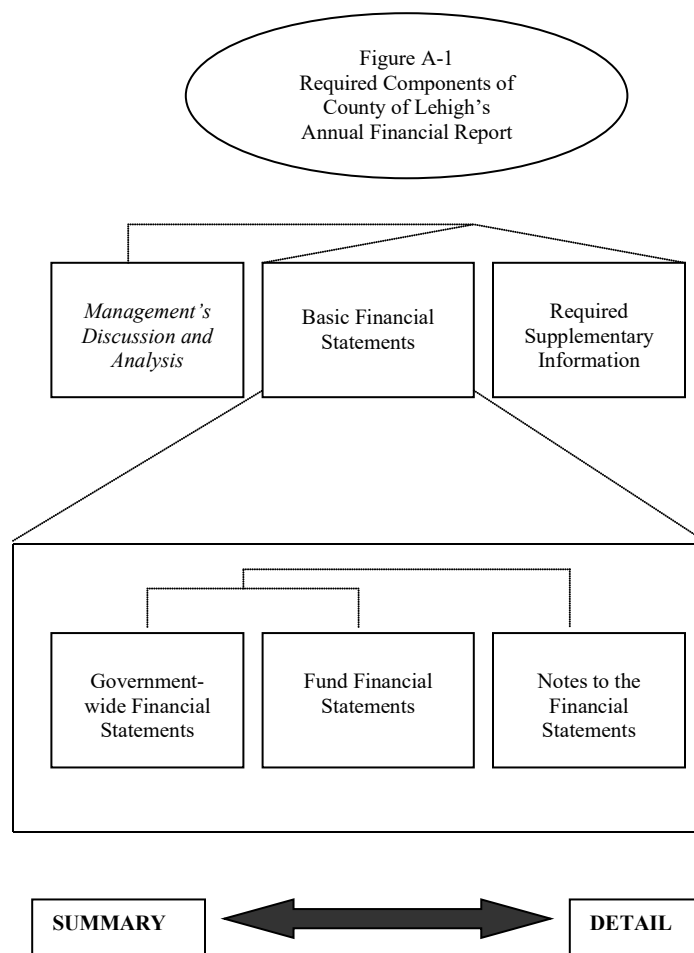 Figure A-1
Required Components of
County of Lehigh’s
Annual Financial Report
Management’s
Discussion and
Analysis
Basic Financial
Statements
Required
Supplementary
Information
Government-
wide Financial
Statements
Fund Financial
Statements
Notes to the
Financial
Statements
SUMMARY
DETAIL